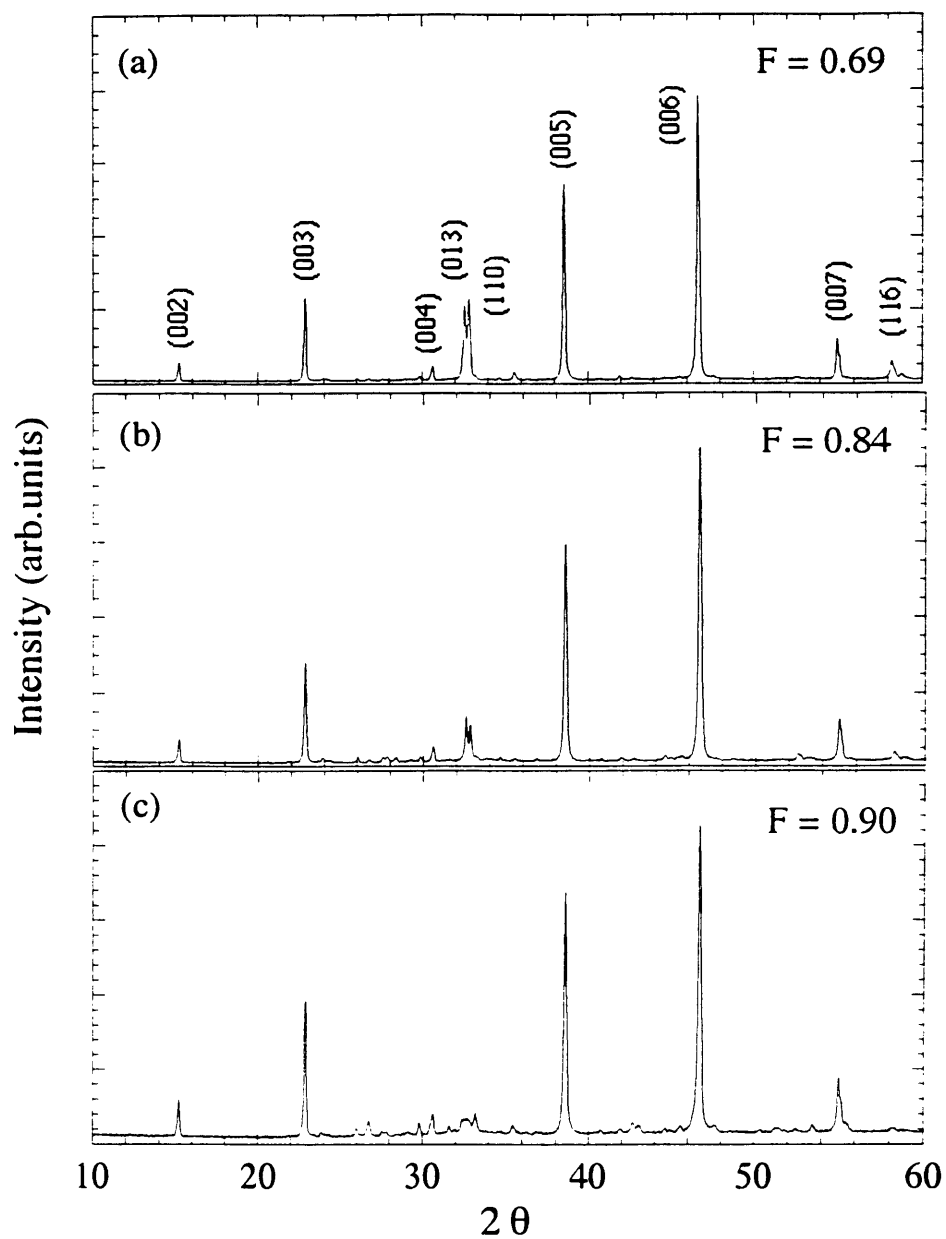 (a)
F = 0.69
(002)
(003)
(004)
(013)
(110)
(005)
(006)
(007)
(116)
(b)
F = 0.84
(c)
F = 0.90
Intensity (arb.units)
10 20 30 40 50 60
2 θ